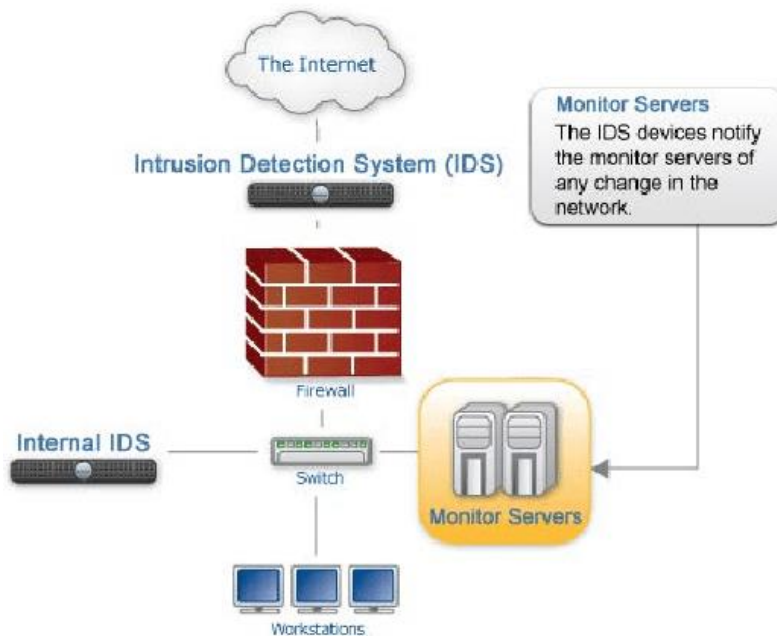 The Internet
Intrusion Detection System (IDS)
Monitor Servers
The IDS devices notify
the monitor servers of
any change in the
network.
Firewall
Internal IDS
Switch
Monitor Servers
Workstations